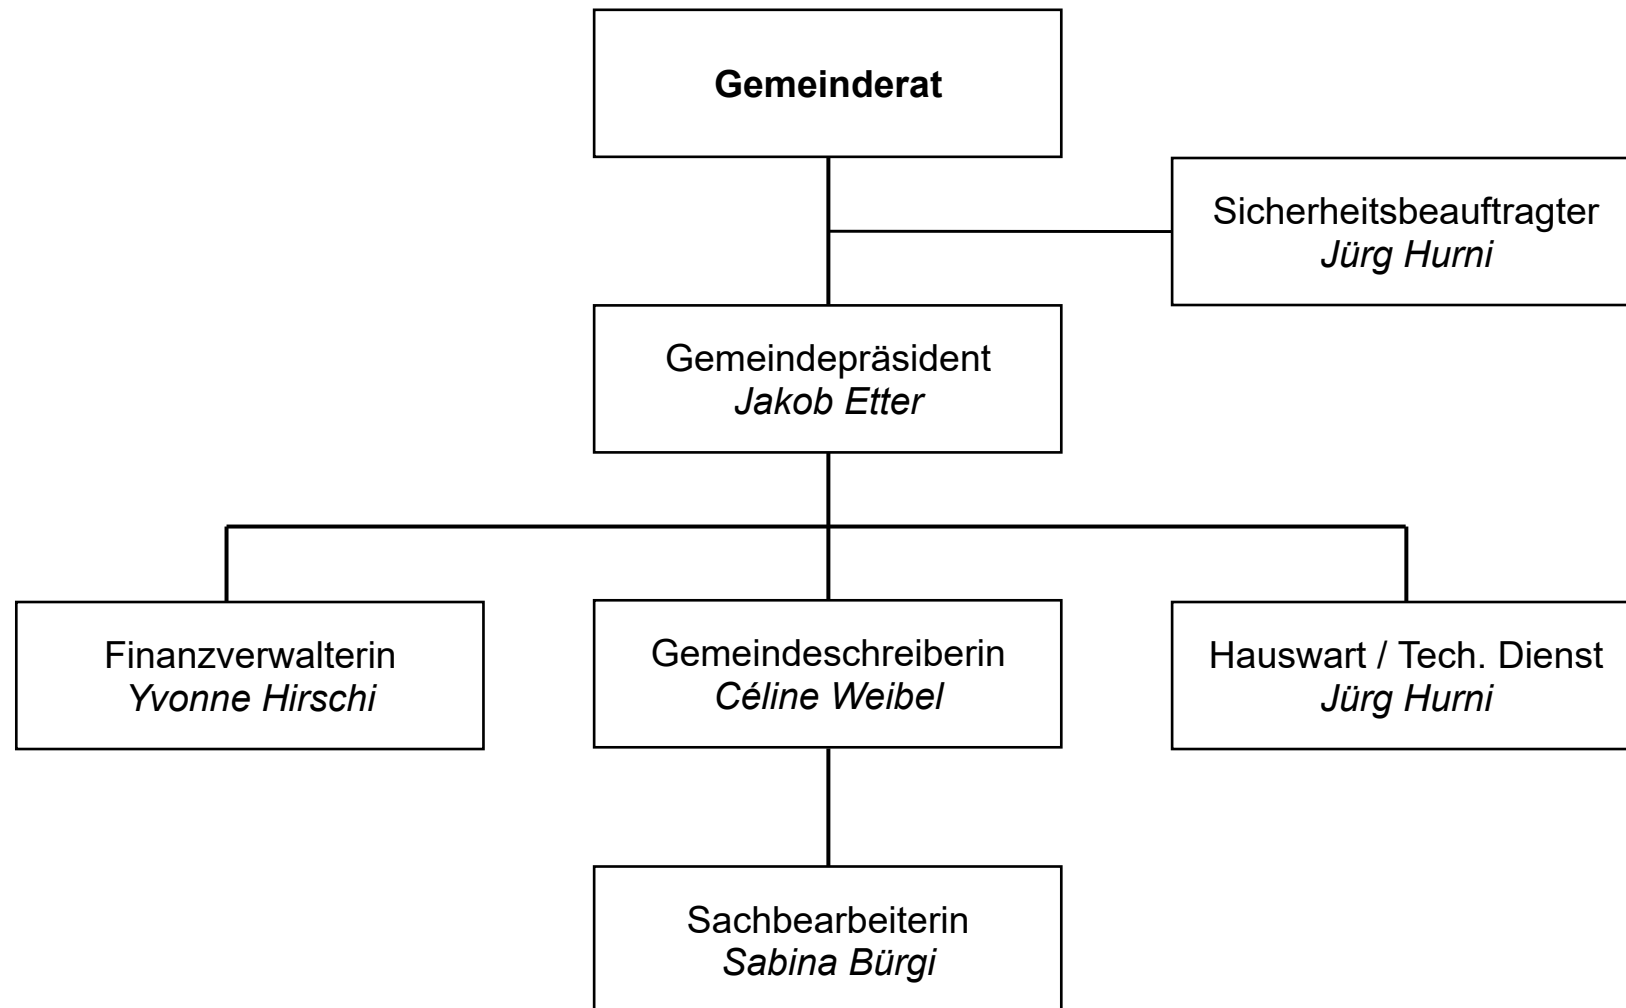 Gemeinderat
Sicherheitsbeauftragter
Jürg Hurni
Gemeindepräsident
Jakob Etter
Finanzverwalterin
Yvonne Hirschi
Gemeindeschreiberin
Céline Weibel
Hauswart / Tech. Dienst
Jürg Hurni
Sachbearbeiterin
Sabina Bürgi